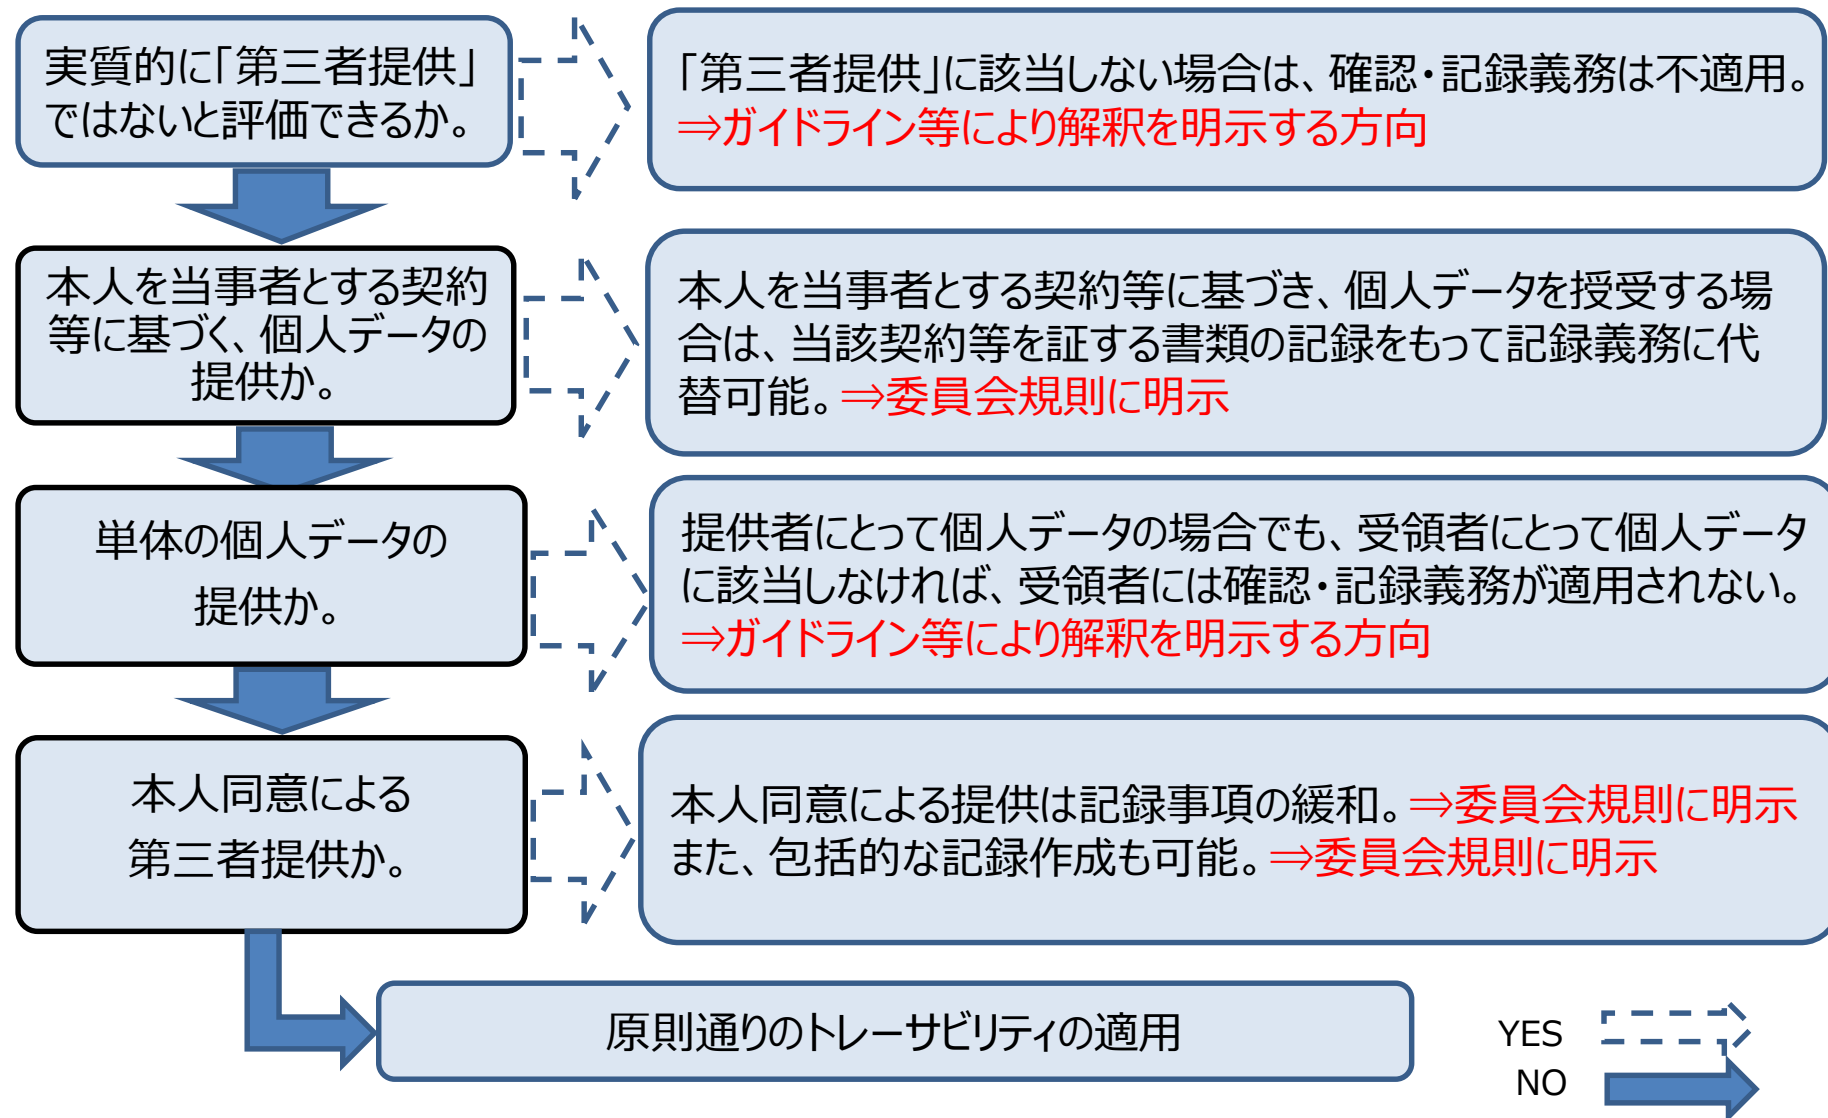 実質的に「第三者提供」
ではないと評価できるか。
「第三者提供」に該当しない場合は、確認・記録義務は不適用。
⇒ガイドライン等により解釈を明示する方向
本人を当事者とする契約
等に基づく、個人データの
提供か。
本人を当事者とする契約等に基づき、個人データを授受する場
合は、当該契約等を証する書類の記録をもって記録義務に代
替可能。⇒委員会規則に明示
単体の個人データの
提供か。
提供者にとって個人データの場合でも、受領者にとって個人データ
に該当しなければ、受領者には確認・記録義務が適用されない。
⇒ガイドライン等により解釈を明示する方向
本人同意による
第三者提供か。
本人同意による提供は記録事項の緩和。⇒委員会規則に明示
また、包括的な記録作成も可能。⇒委員会規則に明示
原則通りのトレーサビリティの適用
YES
NO